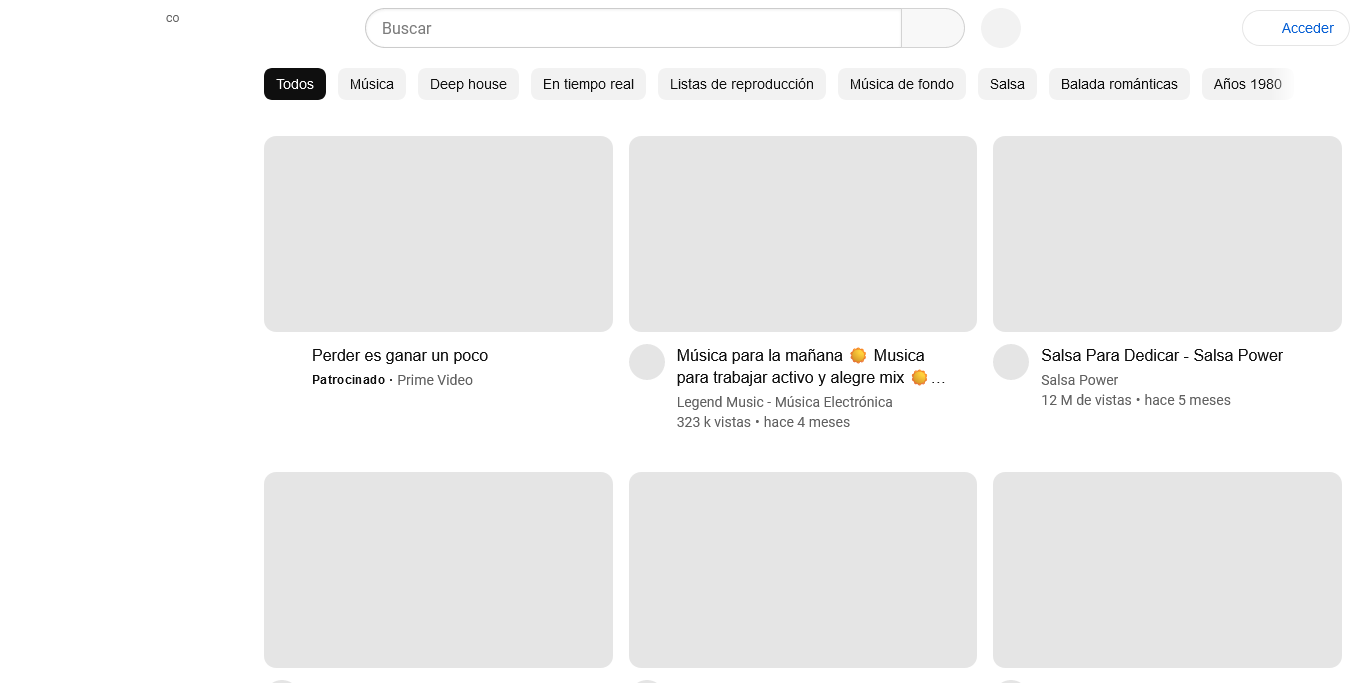 co
Buscar
Acceder
Todos
Música
Deep house
En tiempo real
Listas de reproducción
Música de fondo
Salsa
Balada románticas
Años 1980
Perder es ganar un poco
Patrocinado · Prime Video
Música para la mañana 🌞 Musica
para trabajar activo y alegre mix 🌞...
Legend Music - Música Electrónica
323 k vistas • hace 4 meses
Salsa Para Dedicar - Salsa Power
Salsa Power
12 M de vistas • hace 5 meses